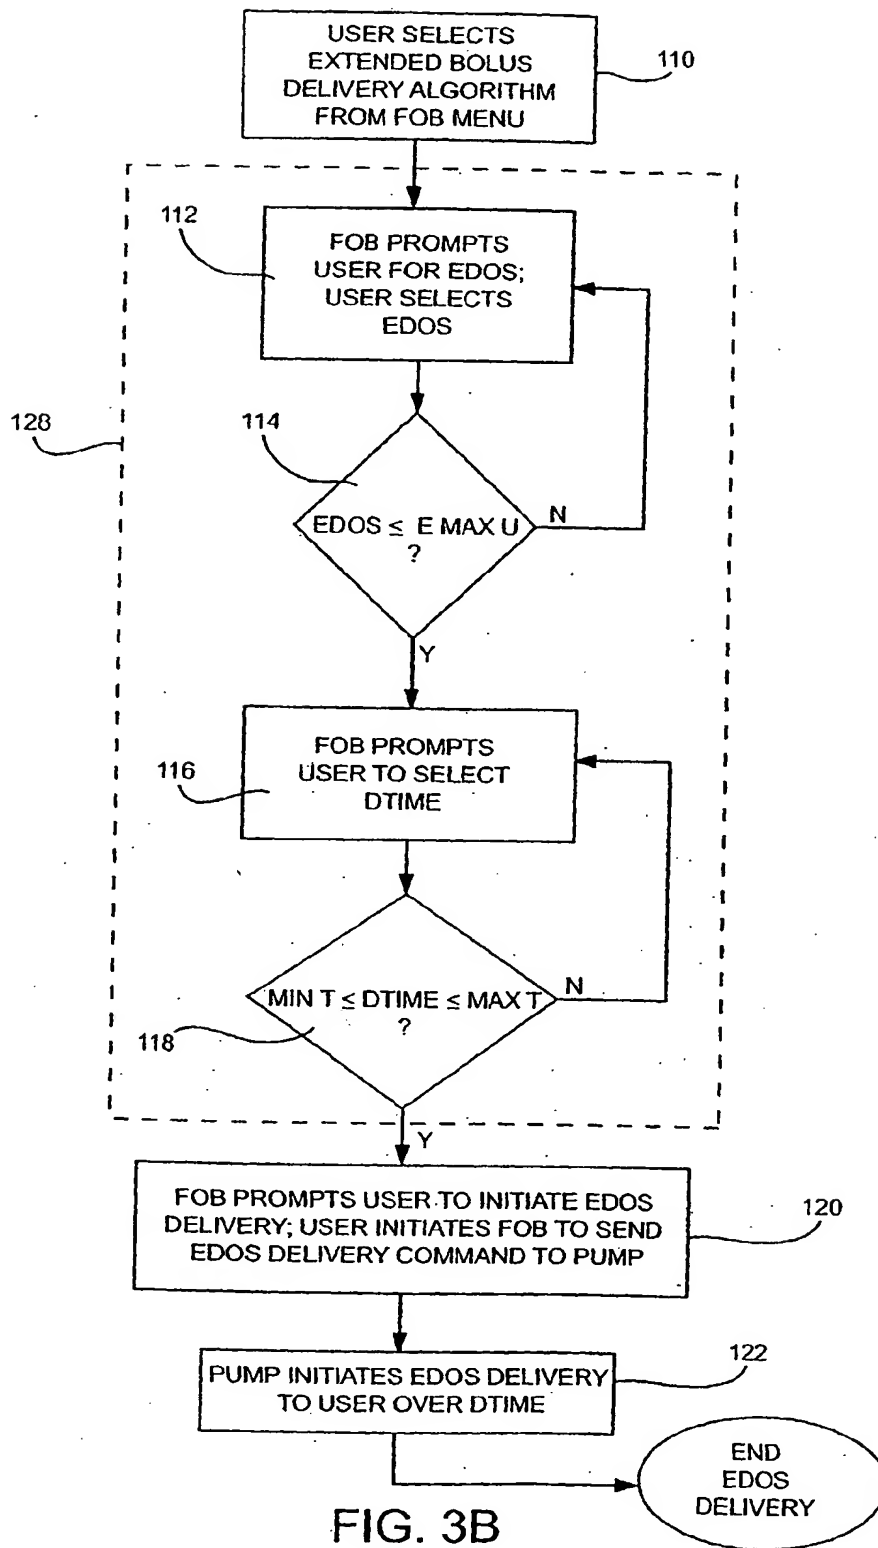 USER SELECTS
EXTENDED BOLUS
DELIVERY ALGORITHM
FROM FOB MENU
110
112
FOB PROMPTS
USER FOR EDOS;
USER SELECTS
EDOS
128
114
EDOS ≤ E MAX U
?
N
Y
FOB PROMPTS
USER TO SELECT
DTIME
116
MIN T ≤ DTIME ≤ MAX T
?
N
118
Y
FOB PROMPTS USER TO INITIATE EDOS
DELIVERY; USER INITIATES FOB TO SEND
EDOS DELIVERY COMMAND TO PUMP
120
PUMP INITIATES EDOS DELIVERY
TO USER OVER DTIME
122
END
EDOS
DELIVERY
FIG. 3B